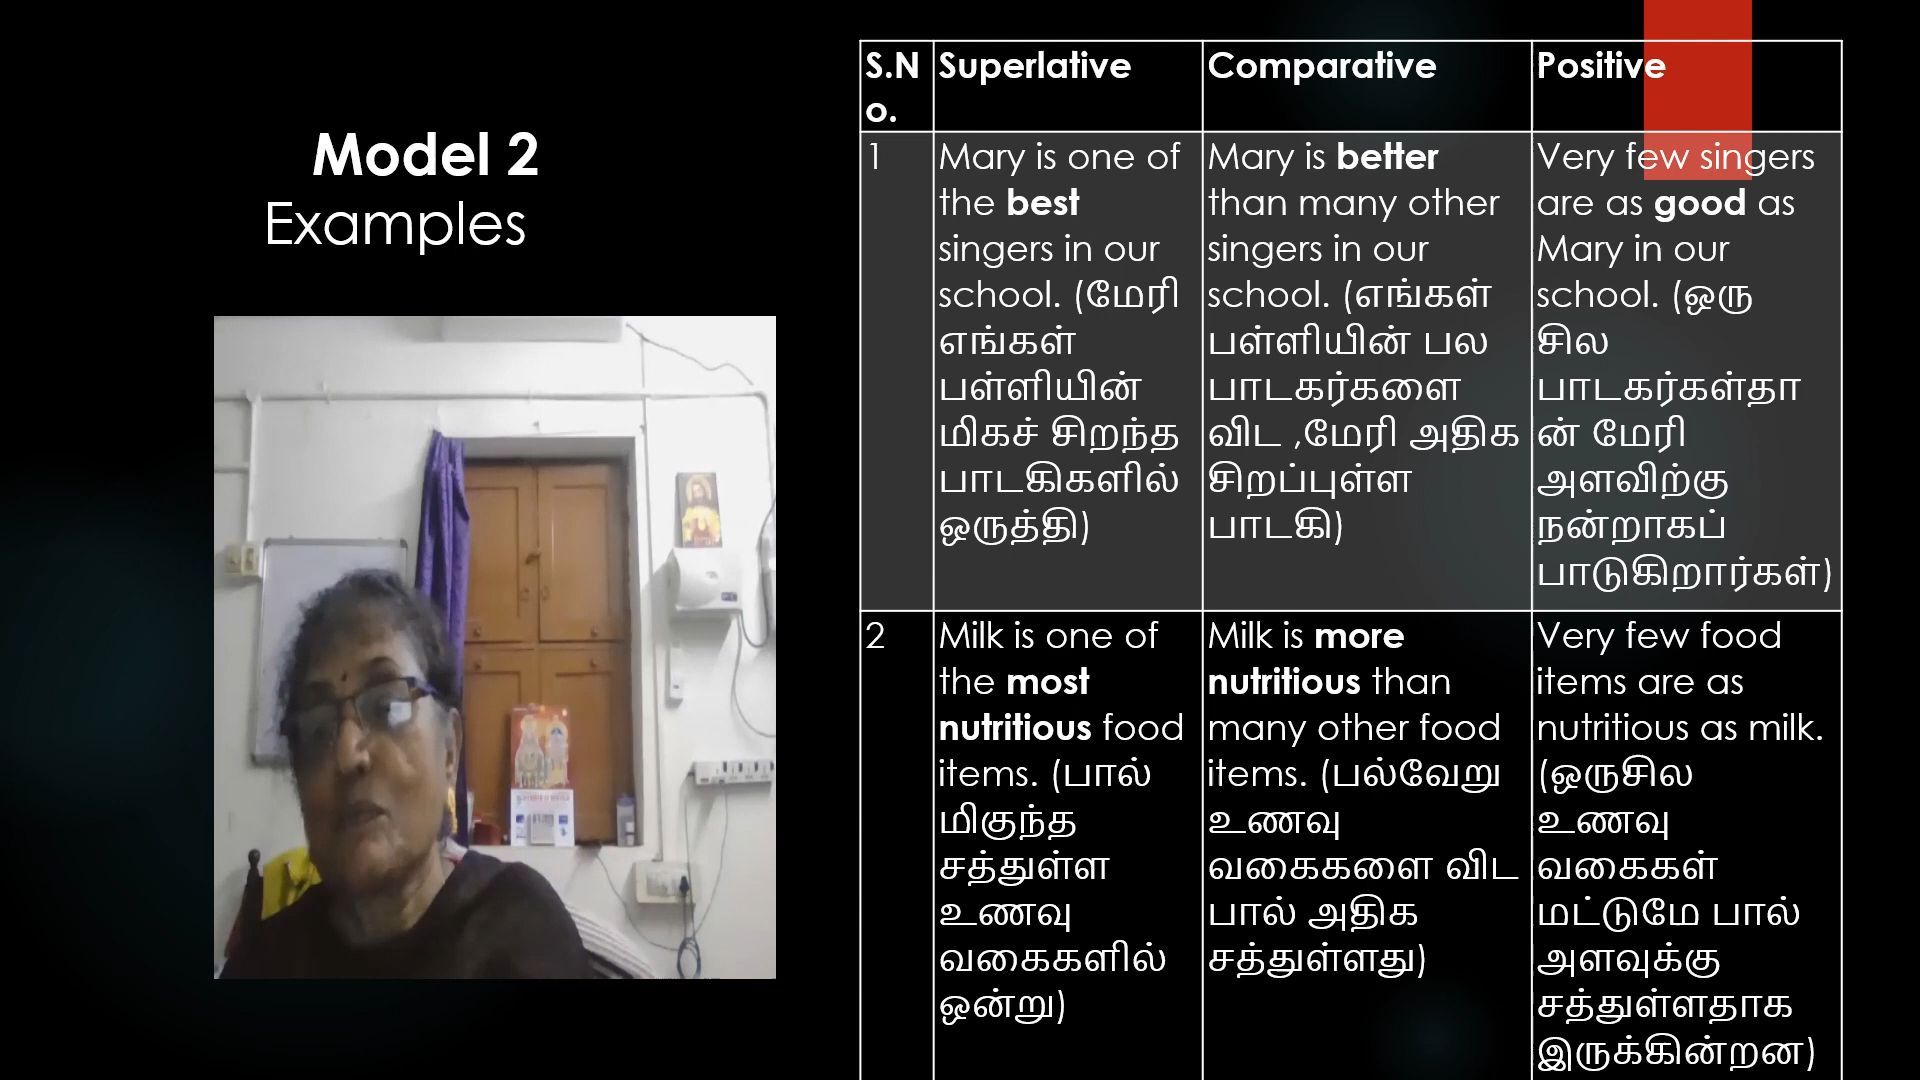 Model 2
Examples
S.N
o.
Superlative
Comparative
Positive
1
Mary is one of
the best
singers in our
school. (மேரி
எங்கள்
பள்ளியின்
மிகச் சிறந்த
பாடகிகளில்
ஒருத்தி)
Mary is better
than many other
singers in our
school. (எங்கள்
பள்ளியின் பல
பாடகர்களை
விட ,மேரி அதிக
சிறப்புள்ள
பாடகி)
Very few singers
are as good as
Mary in our
school. (ஒரு
சில
பாடகர்கள்தா
ன் மேரி
அளவிற்கு
நன்றாகப்
பாடுகிறார்கள்)
2
Milk is one of
the most
nutritious food
items. (பால்
மிகுந்த
சத்துள்ள
உணவு
வகைகளில்
ஒன்று)
Milk is more
nutritious than
many other food
items. (பல்வேறு
உணவு
வகைகளை விட
பால் அதிக
சத்துள்ளது)
Very few food
items are as
nutritious as milk.
(ஒருசில
உணவு
வகைகள்
மட்டுமே பால்
அளவுக்கு
சத்துள்ளதாக
இருக்கின்றன)